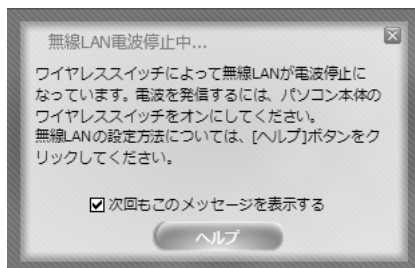 無線LAN電波停止中...
ワイヤレススイッチによって無線LANが電波停止に
なっています。電波を発信するには、パソコン本体の
ワイヤレススイッチをオンにしてください。
無線LANの設定方法については、[ヘルプ]ボタンをク
リックしてください。
次回もこのメッセージを表示する
ヘルプ